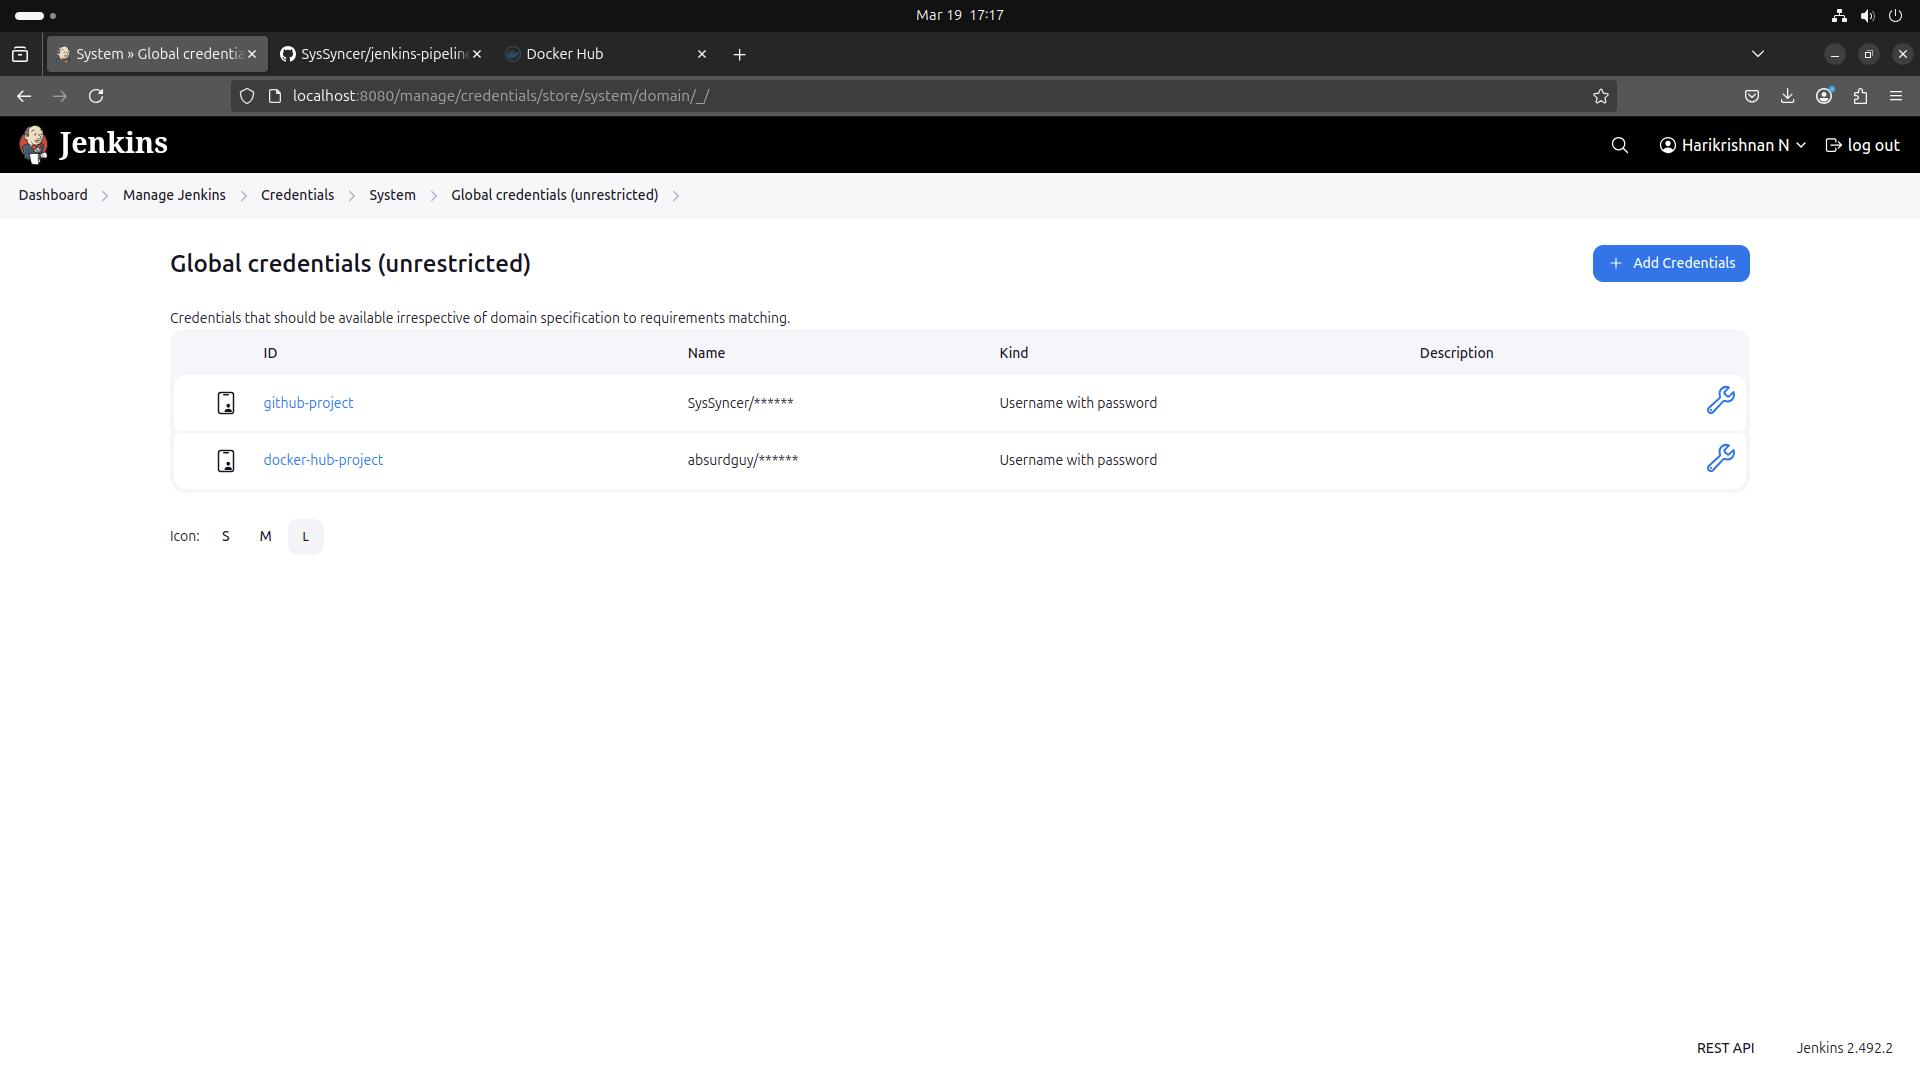 Mar 19 17:17
System » Global credentia
SysSyncer/jenkins-pipeline
Docker Hub
localhost:8080/manage/credentials/store/system/domain/_/
Jenkins
Harikrishnan N
log out
Dashboard
Manage Jenkins
Credentials
System
Global credentials (unrestricted)
Global credentials (unrestricted)
+ Add Credentials
Credentials that should be available irrespective of domain specification to requirements matching.
ID Name Kind Description
github-project SysSyncer/****** Username with password
docker-hub-project absurdguy/****** Username with password
Icon: S M L
REST API Jenkins 2.492.2